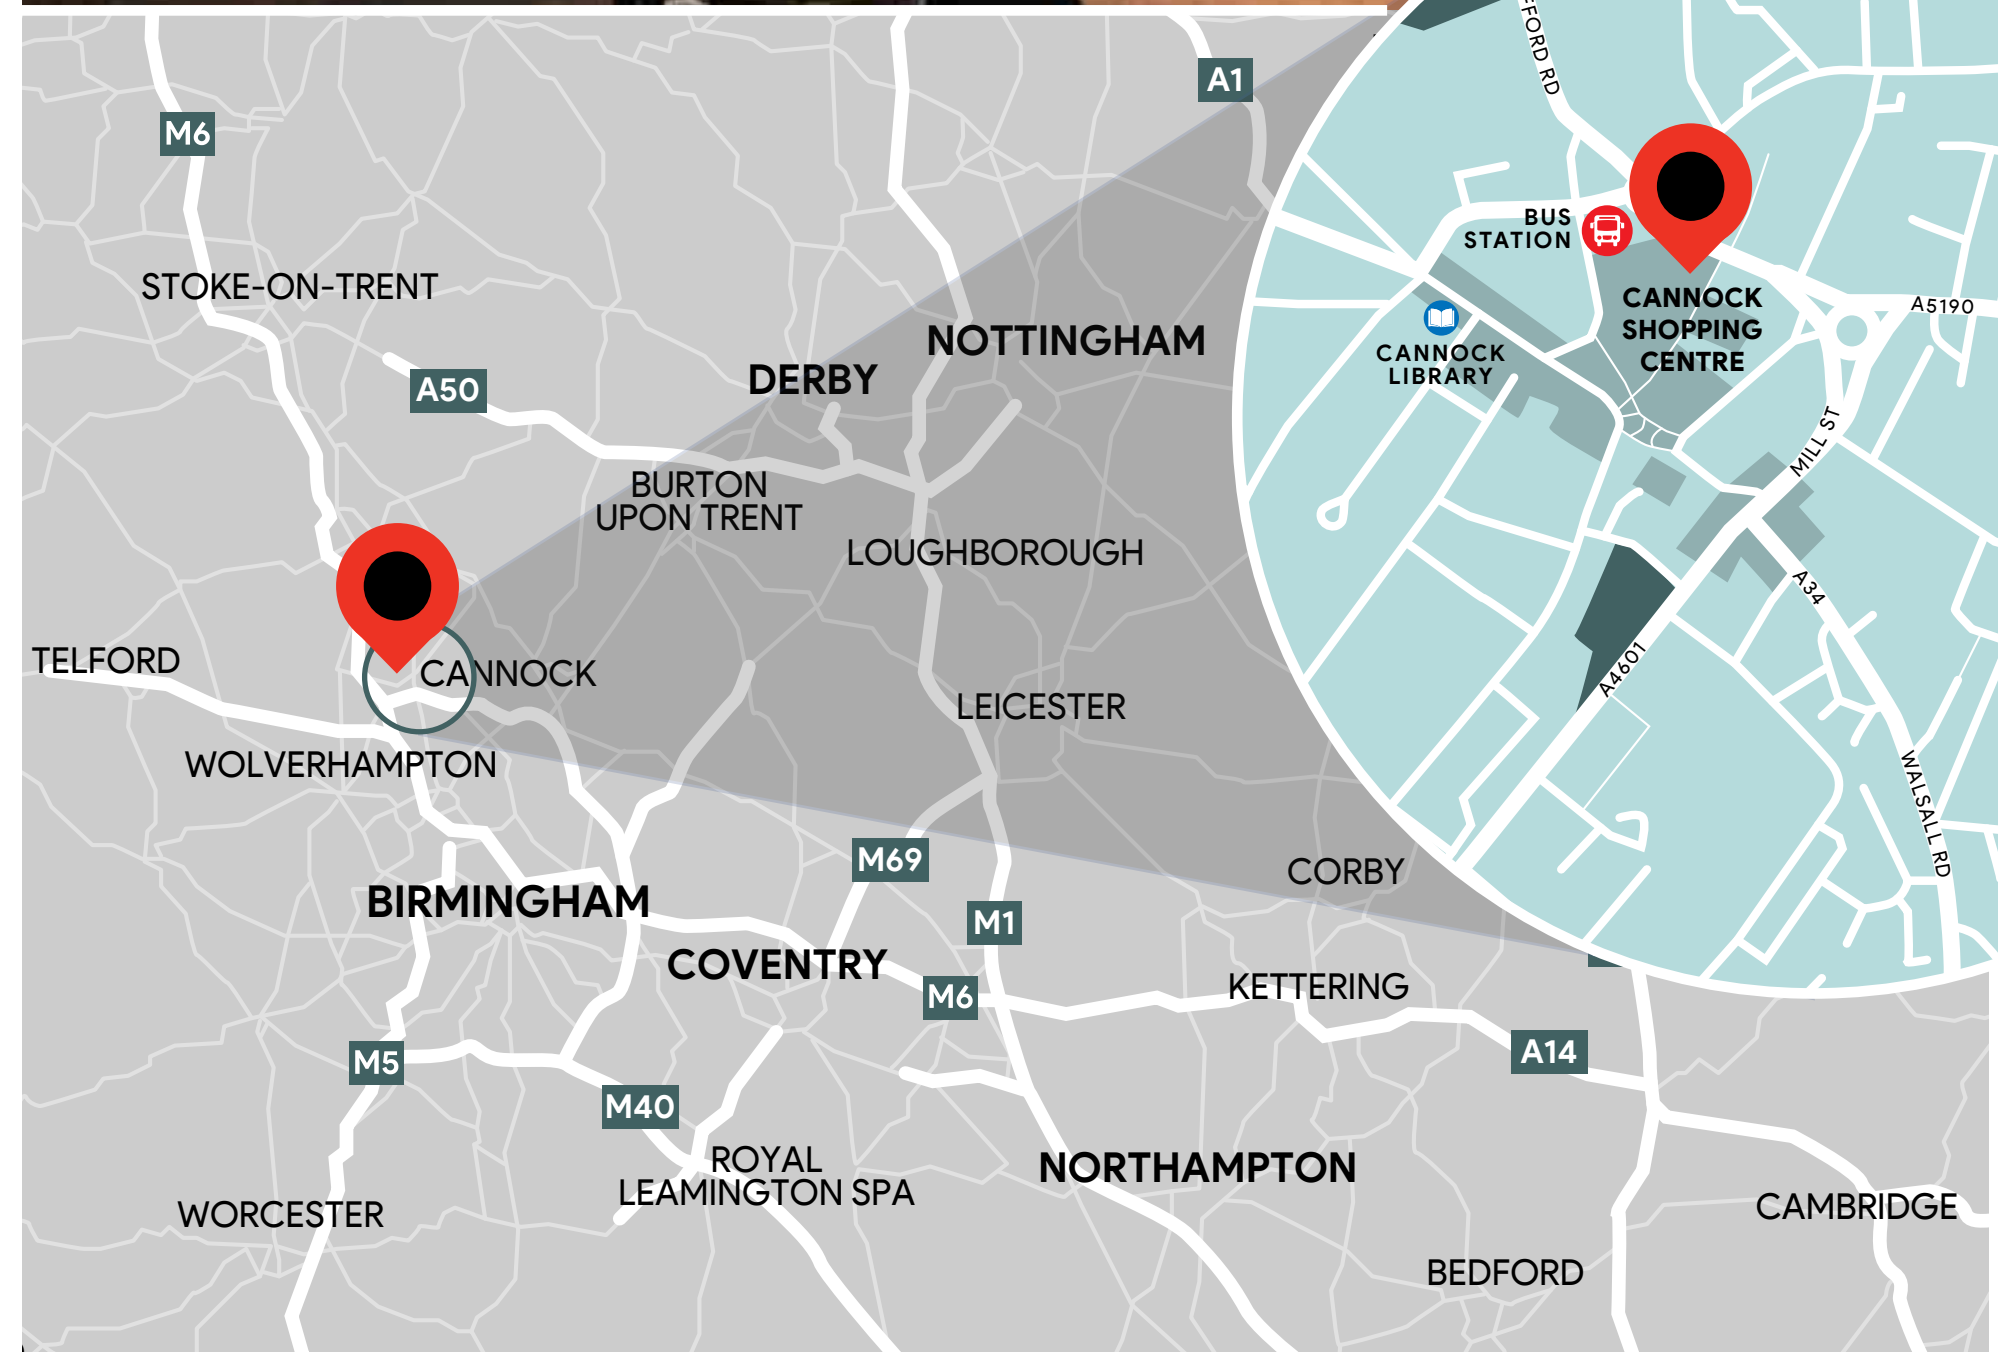 M6
A1
STOKE-ON-TRENT
A50
DERBY
NOTTINGHAM
BURTON
UPON TRENT
LOUGHBOROUGH
TELFORD
CANNOCK
LEICESTER
WOLVERHAMPTON
M69
CORBY
BIRMINGHAM
M1
COVENTRY
M6
KETTERING
M5
A14
M40
ROYAL
LEAMINGTON SPA
NORTHAMPTON
WORCESTER
CAMBRIDGE
BEDFORD
FORD RD
BUS
STATION
CANNOCK
SHOPPING
CENTRE
A5190
CANNOCK
LIBRARY
MILL ST
A34
A4601
WALSALL RD